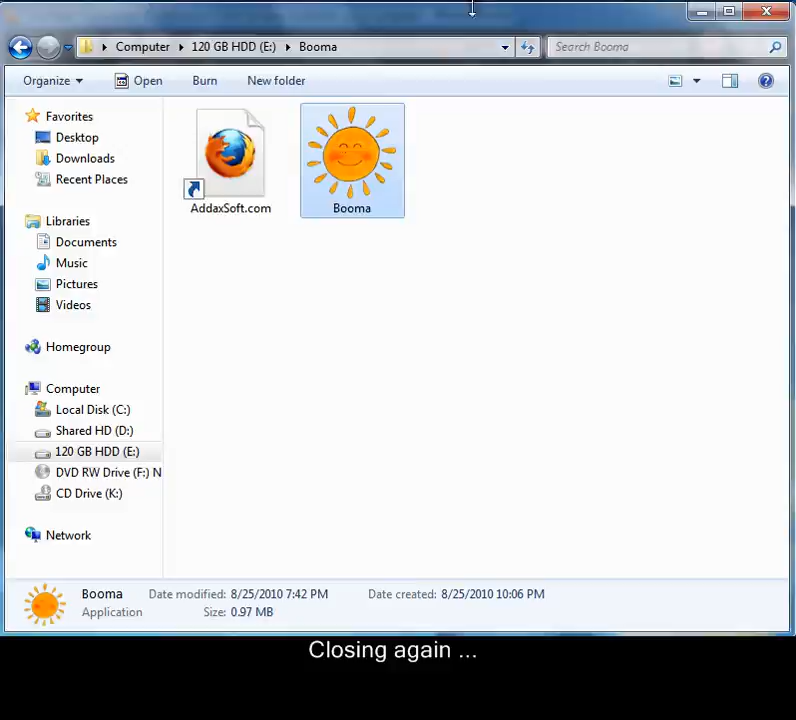 Computer
120 GB HDD (E:)
Booma
Search Booma
Organize
Open
Burn
New folder
Favorites
Desktop
Downloads
Recent Places
Libraries
Documents
Music
Pictures
Videos
Homegroup
Computer
Local Disk (C:)
Shared HD (D:)
120 GB HDD (E:)
DVD RW Drive (F:) N
CD Drive (K:)
Network
AddaxSoft.com
Booma
Booma
Date modified: 8/25/2010 7:42 PM
Date created: 8/25/2010 10:06 PM
Application
Size: 0.97 MB
Closing again ...